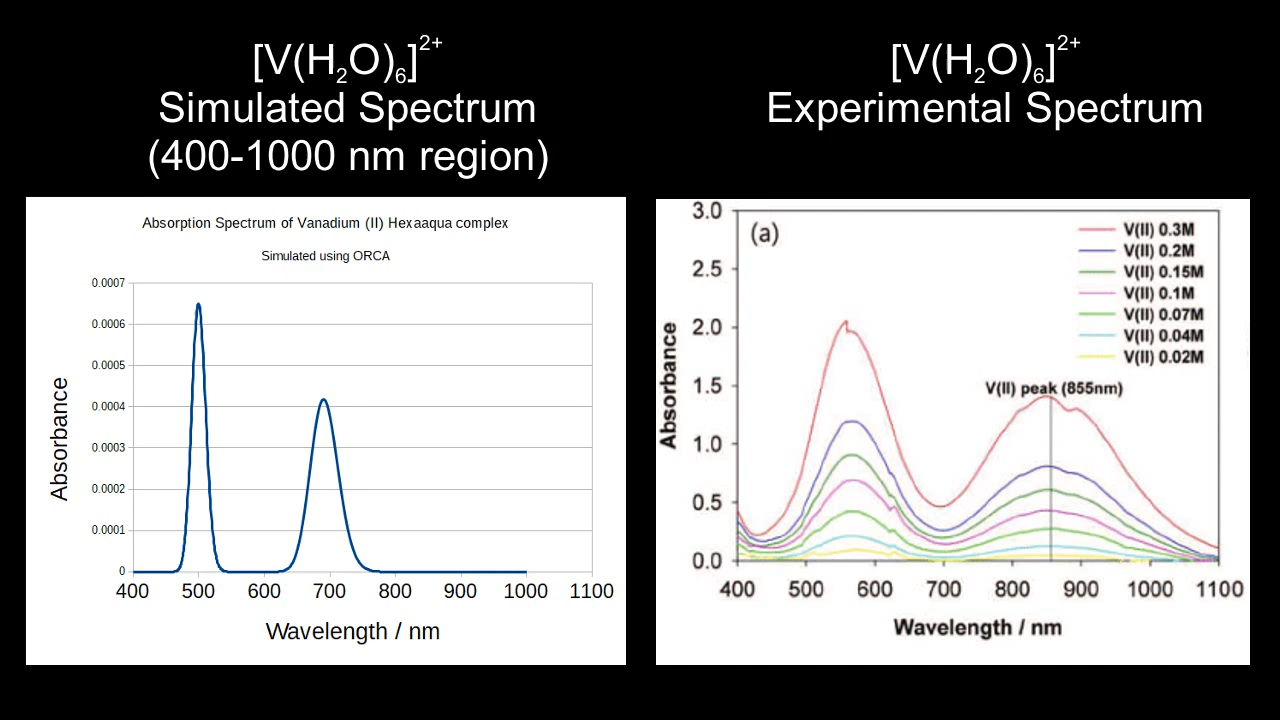 [V(H₂O)₆]²⁺
Simulated Spectrum
(400-1000 nm region)
Absorption Spectrum of Vanadium (II) Hexaaqua complex
Simulated using ORCA
Absorbance
0.0007
0.0006
0.0005
0.0004
0.0003
0.0002
0.0001
0
400 500 600 700 800 900 1000 1100
Wavelength / nm
[V(H₂O)₆]²⁺
Experimental Spectrum
(a)
V(II) 0.3M
V(II) 0.2M
V(II) 0.15M
V(II) 0.1M
V(II) 0.07M
V(II) 0.04M
V(II) 0.02M
V(II) peak (855nm)
Absorbance
3.0
2.5
2.0
1.5
1.0
0.5
0.0
400 500 600 700 800 900 1000 1100
Wavelength / nm